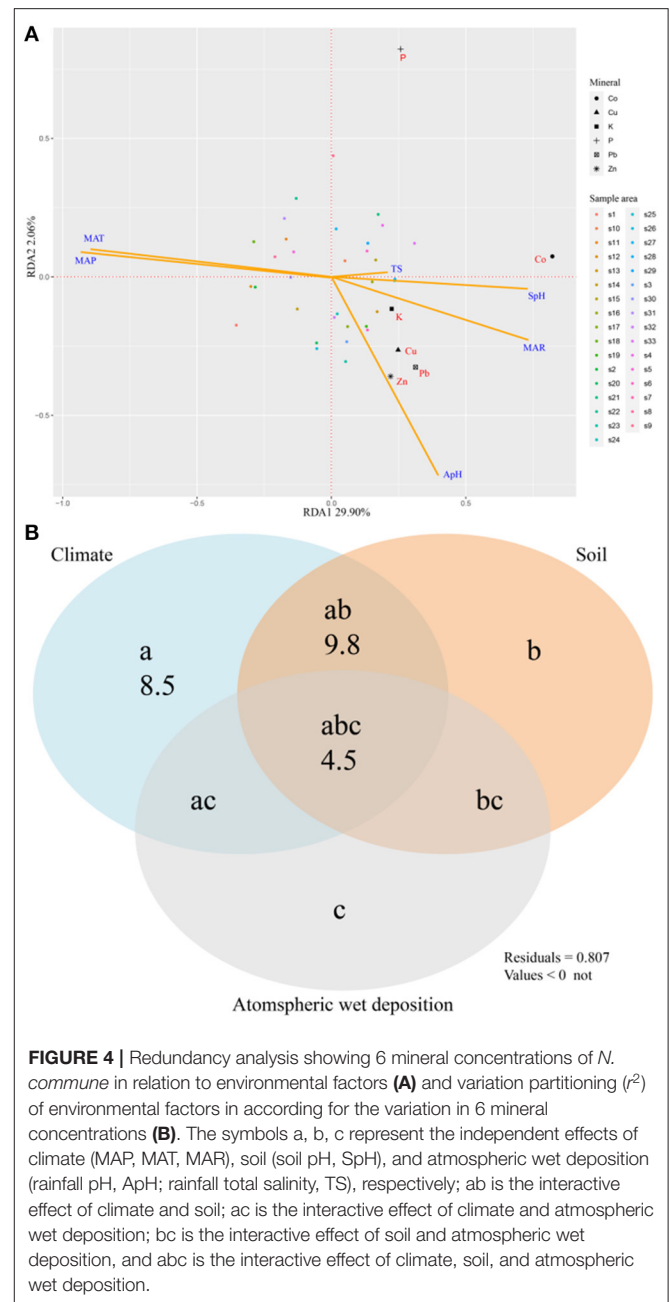 A
Mineral
Co
Cu
K
P
Pb
Zn
Sample area
s1
s10
s11
s12
s13
s14
s15
s16
s17
s18
s19
s2
s20
s21
s22
s23
s24
s25
s26
s27
s28
s29
s3
s30
s31
s32
s33
s4
s5
s6
s7
s8
s9
RDA2 2.06%
0.5
0.0
−0.5
P
MAT
MAP
TS
Co
SpH
K
MAR
Cu
Pb
Zn
ApH
−1.0
−0.5
0.0
0.5
RDA1 29.90%
B
Climate
Soil
ab
9.8
a
8.5
b
abc
4.5
ac
bc
c
Residuals = 0.807
Values < 0 not
Atomspheric wet deposition
FIGURE 4 | Redundancy analysis showing 6 mineral concentrations of N.
commune in relation to environmental factors (A) and variation partitioning (r²)
of environmental factors in according for the variation in 6 mineral
concentrations (B). The symbols a, b, c represent the independent effects of
climate (MAP, MAT, MAR), soil (soil pH, SpH), and atmospheric wet deposition
(rainfall pH, ApH; rainfall total salinity, TS), respectively; ab is the interactive
effect of climate and soil; ac is the interactive effect of climate and atmospheric
wet deposition; bc is the interactive effect of soil and atmospheric wet
deposition, and abc is the interactive effect of climate, soil, and atmospheric
wet deposition.